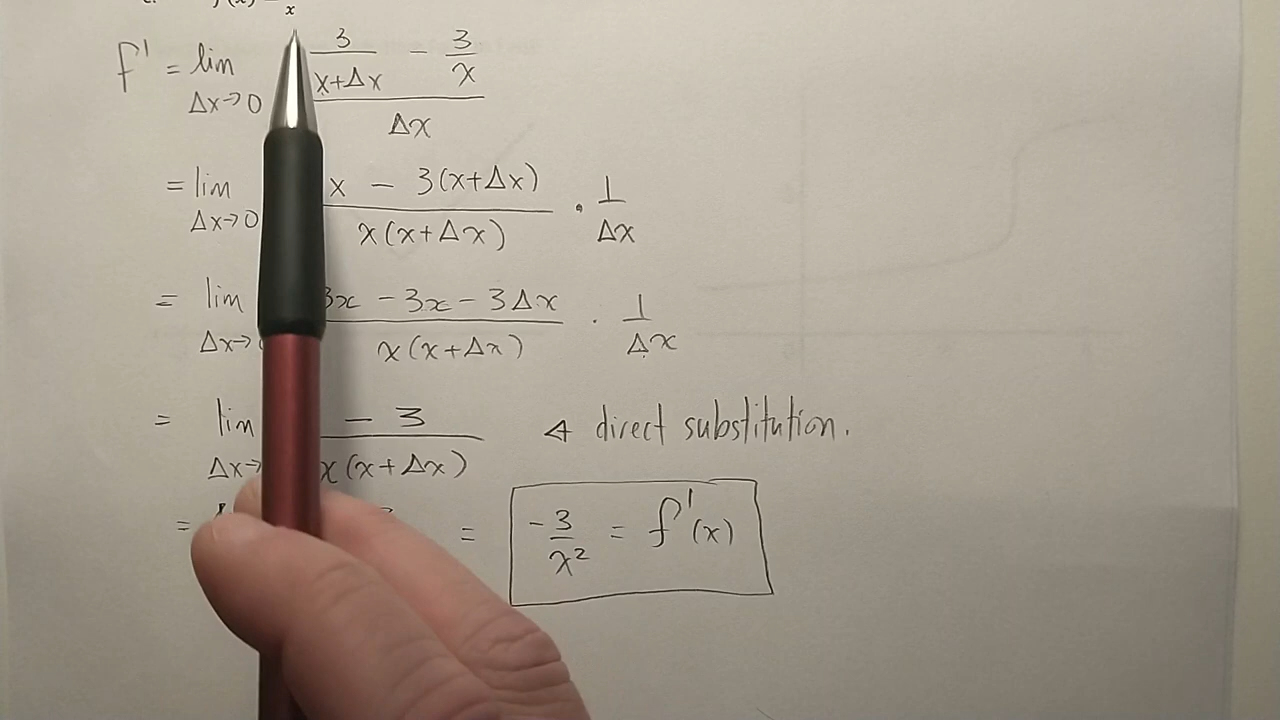 x
f' = lim Δx→0 3/(x+Δx) − 3/x / Δx
= lim Δx→0 x − 3(x+Δx) / x(x+Δx) · 1/Δx
= lim Δx→ 3x − 3x − 3Δx / x(x+Δx) · 1/Δx
= lim Δx→ − 3 / x(x+Δx) ∢ direct substitution.
= = -3/x² = f'(x)